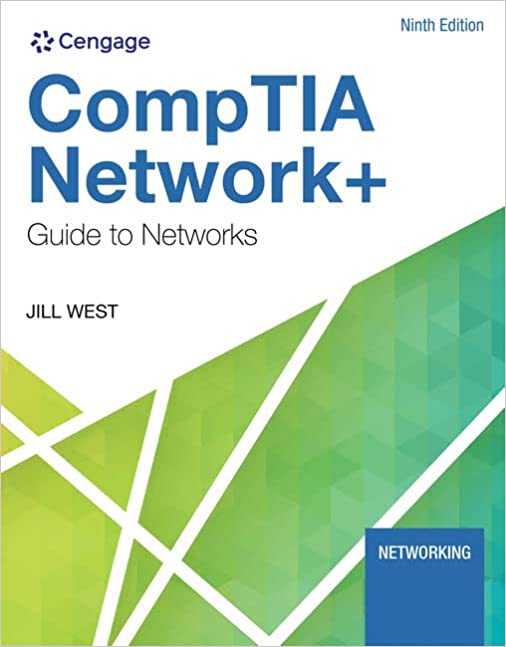 Cengage
Ninth Edition
CompTIA
Network+
Guide to Networks
JILL WEST
NETWORKING